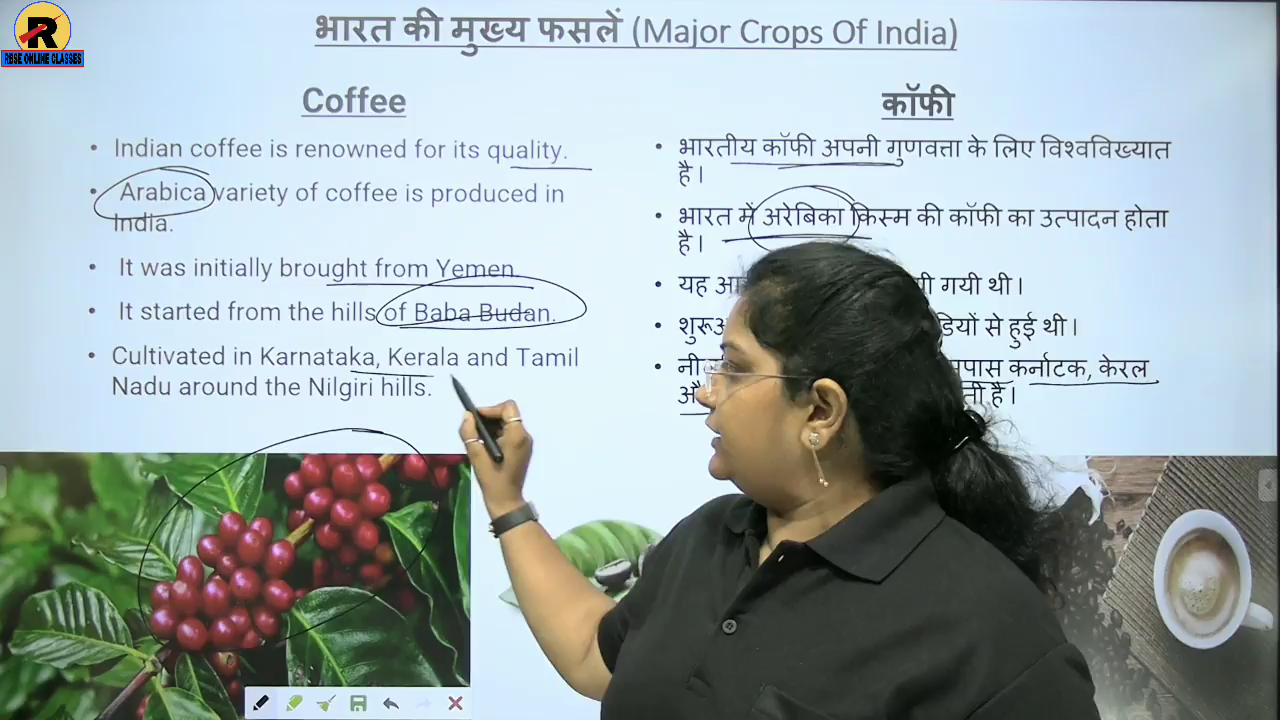 R
RBSE ONLINE CLASSES
भारत की मुख्य फसलें (Major Crops Of India)
Coffee
• Indian coffee is renowned for its quality.
• Arabica variety of coffee is produced in
India.
• It was initially brought from Yemen.
• It started from the hills of Baba Budan.
• Cultivated in Karnataka, Kerala and Tamil
Nadu around the Nilgiri hills.
कॉफी
• भारतीय कॉफी अपनी गुणवत्ता के लिए विश्वविख्यात
है।
• भारत में अरेबिका किस्म की कॉफी का उत्पादन होता
है।
• यह गयी थी।
• से हुई थी।
• कर्नाटक, केरल
है।